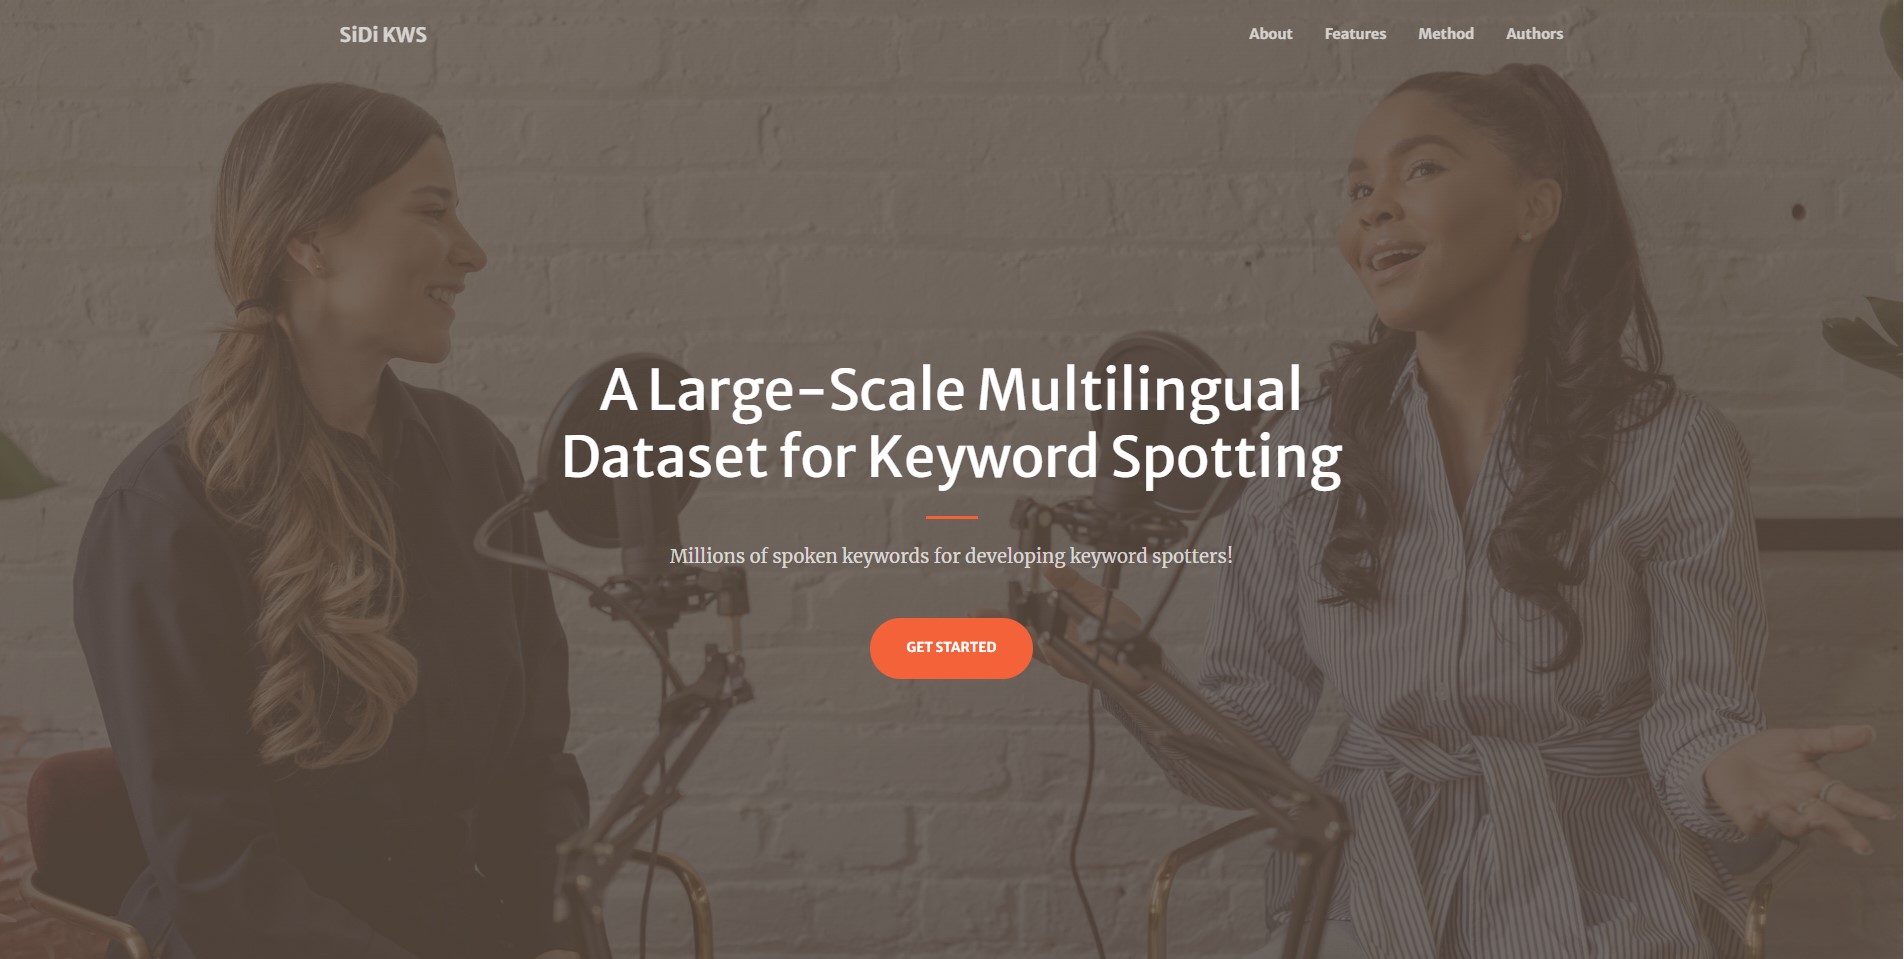 SiDi KWS
About
Features
Method
Authors
A Large-Scale Multilingual
Dataset for Keyword Spotting
Millions of spoken keywords for developing keyword spotters!
GET STARTED